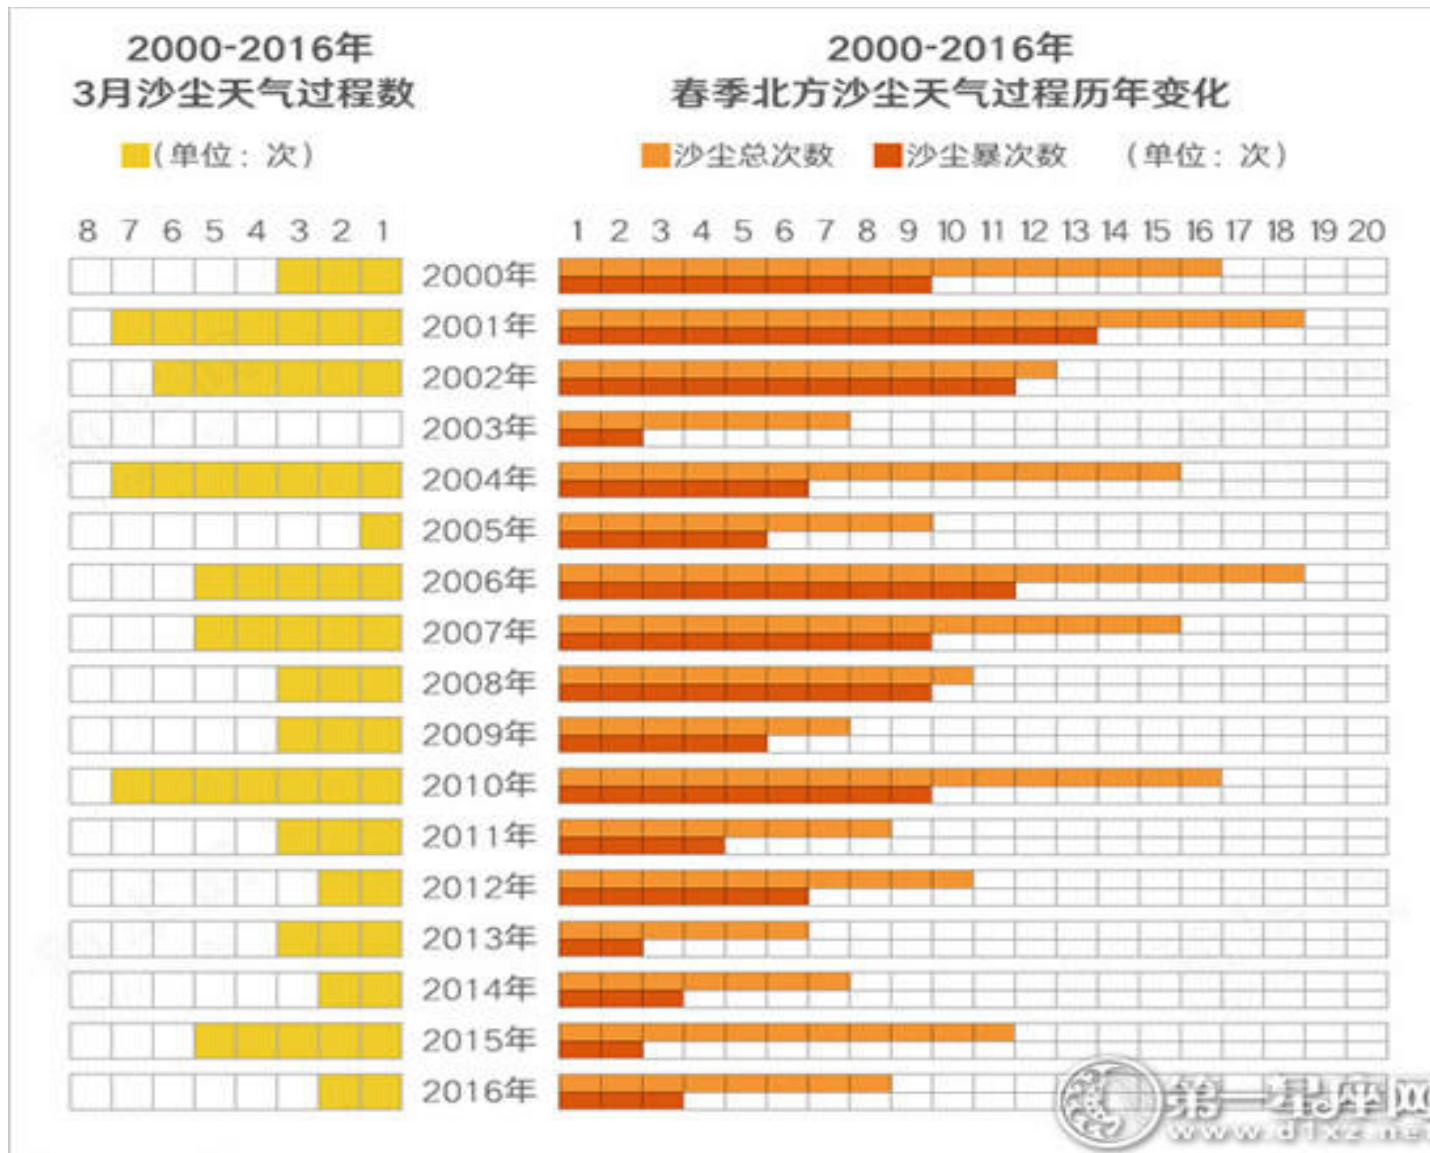 2000-2016年
3月沙尘天气过程数
(单位：次)
2000-2016年
春季北方沙尘天气过程历年变化
沙尘总次数 沙尘暴次数 (单位：次)
8 7 6 5 4 3 2 1
1 2 3 4 5 6 7 8 9 10 11 12 13 14 15 16 17 18 19 20
2000年
2001年
2002年
2003年
2004年
2005年
2006年
2007年
2008年
2009年
2010年
2011年
2012年
2013年
2014年
2015年
2016年
第一星座网
www.d1xz.net